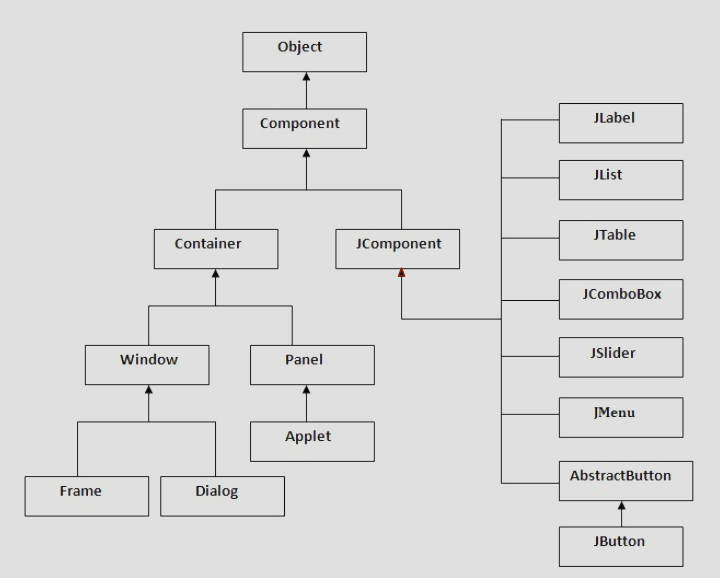 Object
Component
Container
JComponent
Window
Panel
Applet
Frame
Dialog
JLabel
JList
JTable
JComboBox
JSlider
JMenu
AbstractButton
JButton